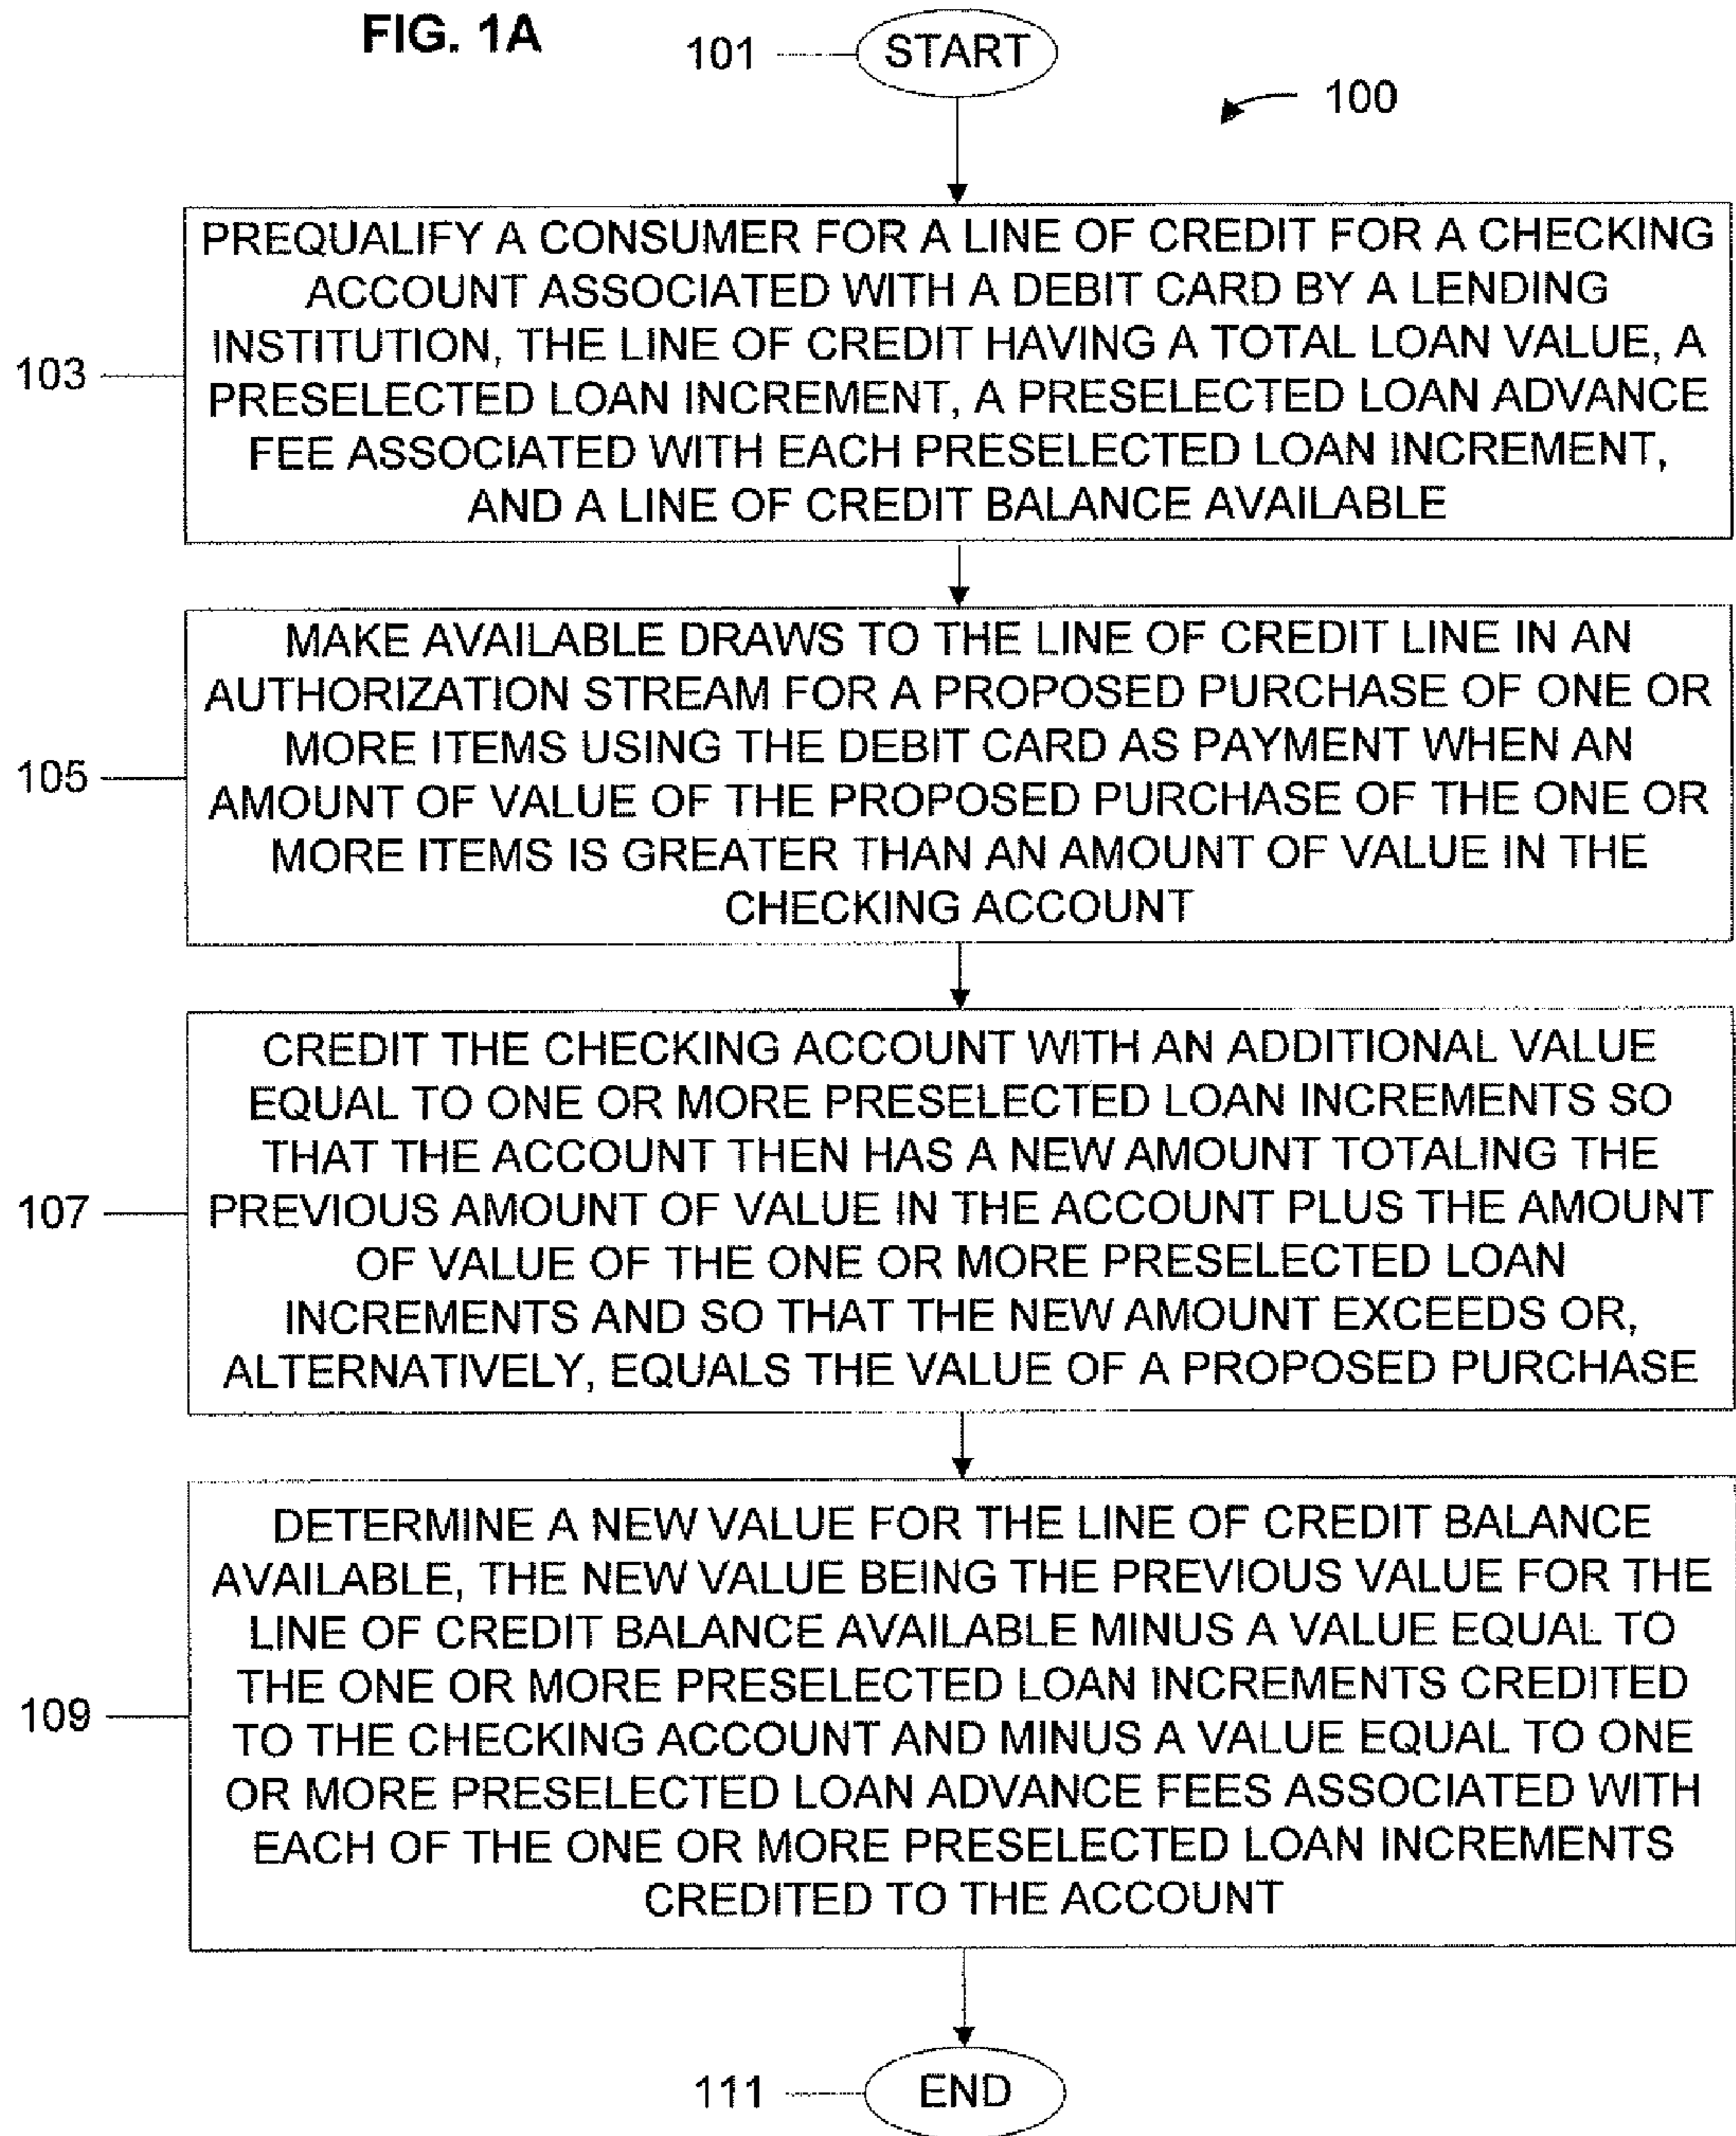 FIG. 1A
101
START
100
PREQUALIFY A CONSUMER FOR A LINE OF CREDIT FOR A CHECKING
ACCOUNT ASSOCIATED WITH A DEBIT CARD BY A LENDING
INSTITUTION, THE LINE OF CREDIT HAVING A TOTAL LOAN VALUE, A
PRESELECTED LOAN INCREMENT, A PRESELECTED LOAN ADVANCE
FEE ASSOCIATED WITH EACH PRESELECTED LOAN INCREMENT,
AND A LINE OF CREDIT BALANCE AVAILABLE
103
MAKE AVAILABLE DRAWS TO THE LINE OF CREDIT LINE IN AN
AUTHORIZATION STREAM FOR A PROPOSED PURCHASE OF ONE OR
MORE ITEMS USING THE DEBIT CARD AS PAYMENT WHEN AN
AMOUNT OF VALUE OF THE PROPOSED PURCHASE OF THE ONE OR
MORE ITEMS IS GREATER THAN AN AMOUNT OF VALUE IN THE
CHECKING ACCOUNT
105
CREDIT THE CHECKING ACCOUNT WITH AN ADDITIONAL VALUE
EQUAL TO ONE OR MORE PRESELECTED LOAN INCREMENTS SO
THAT THE ACCOUNT THEN HAS A NEW AMOUNT TOTALING THE
PREVIOUS AMOUNT OF VALUE IN THE ACCOUNT PLUS THE AMOUNT
OF VALUE OF THE ONE OR MORE PRESELECTED LOAN
INCREMENTS AND SO THAT THE NEW AMOUNT EXCEEDS OR,
ALTERNATIVELY, EQUALS THE VALUE OF A PROPOSED PURCHASE
107
DETERMINE A NEW VALUE FOR THE LINE OF CREDIT BALANCE
AVAILABLE, THE NEW VALUE BEING THE PREVIOUS VALUE FOR THE
LINE OF CREDIT BALANCE AVAILABLE MINUS A VALUE EQUAL TO
THE ONE OR MORE PRESELECTED LOAN INCREMENTS CREDITED
TO THE CHECKING ACCOUNT AND MINUS A VALUE EQUAL TO ONE
OR MORE PRESELECTED LOAN ADVANCE FEES ASSOCIATED WITH
EACH OF THE ONE OR MORE PRESELECTED LOAN INCREMENTS
CREDITED TO THE ACCOUNT
109
111
END